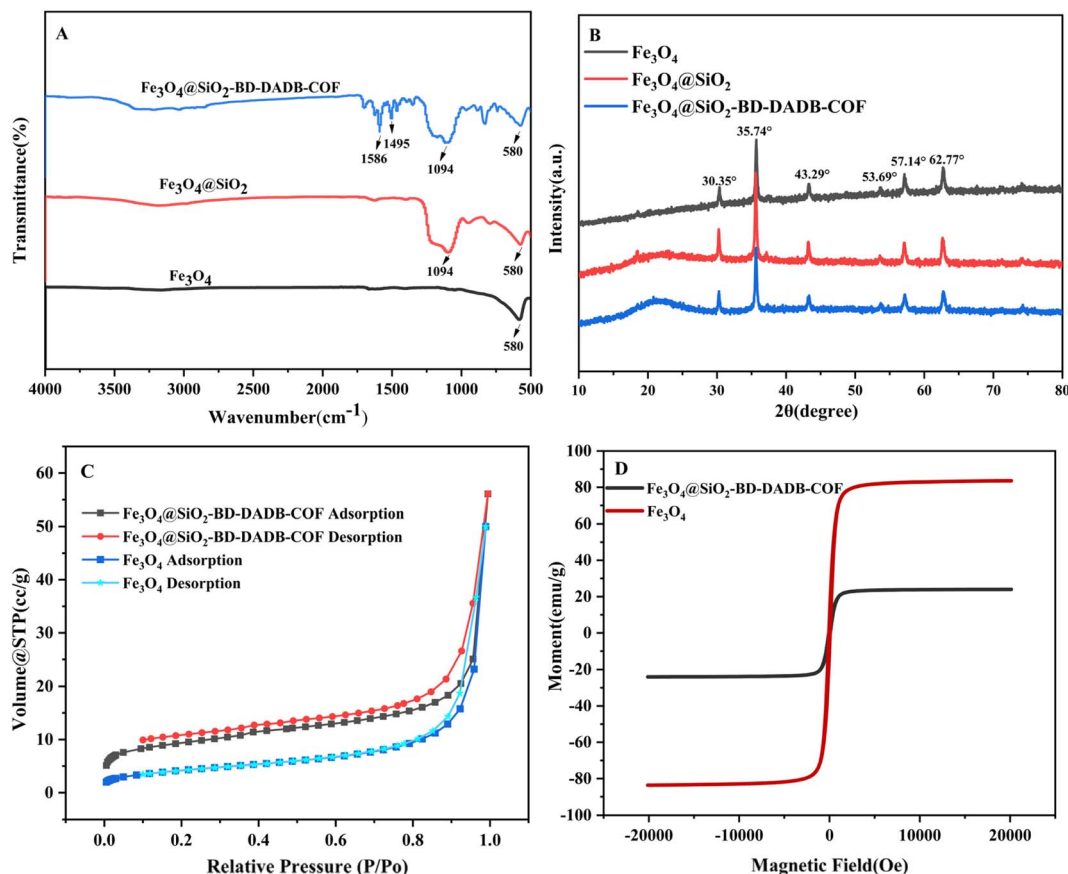 A
Fe3O4@SiO2-BD-DADB-COF
1586
1495
1094
580
Fe3O4@SiO2
1094
580
Fe3O4
580
Transmittance(%)
4000 3000 2000 1500 1000 500
Wavenumber(cm-1)
B
Fe3O4
Fe3O4@SiO2
Fe3O4@SiO2-BD-DADB-COF
30.35°
35.74°
43.29°
53.69°
57.14°
62.77°
Intensity(a.u.)
10 20 30 40 50 60 70 80
2θ(degree)
C
Fe3O4@SiO2-BD-DADB-COF Adsorption
Fe3O4@SiO2-BD-DADB-COF Desorption
Fe3O4 Adsorption
Fe3O4 Desorption
Volume@STP(cc/g)
60
50
40
30
20
10
0
0.0 0.2 0.4 0.6 0.8 1.0
Relative Pressure (P/Po)
D
Fe3O4@SiO2-BD-DADB-COF
Fe3O4
Moment(emu/g)
100
80
60
40
20
0
-20
-40
-60
-80
-100
-20000 -10000 0 10000 20000
Magnetic Field(Oe)